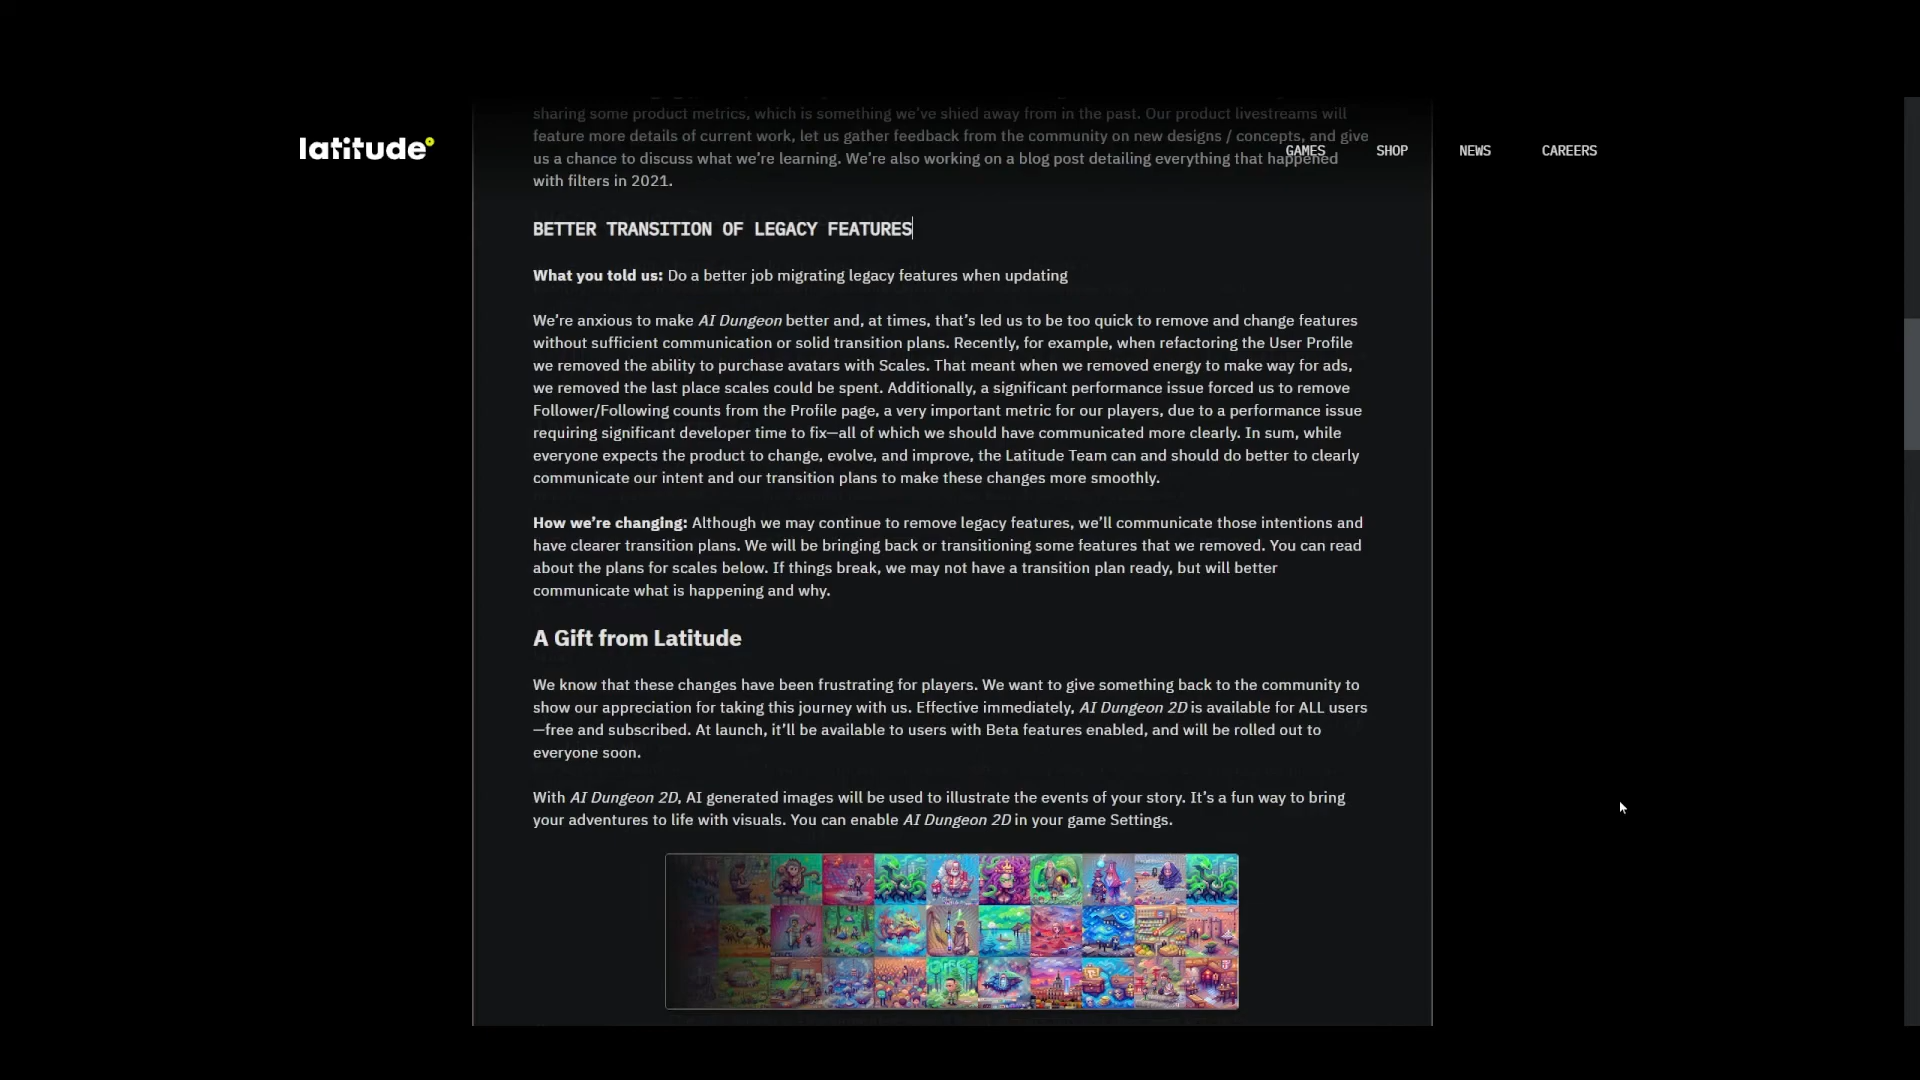 sharing some product metrics, which is something we've shied away from in the past. Our product livestreams will
feature more details of current work, let us gather feedback from the community on new designs / concepts, and give
latitude
us a chance to discuss what we're learning. We're also working on a blog post detailing everything that happened
GAMES SHOP NEWS CAREERS
with filters in 2021.
BETTER TRANSITION OF LEGACY FEATURES
What you told us: Do a better job migrating legacy features when updating
We're anxious to make AI Dungeon better and, at times, that's led us to be too quick to remove and change features
without sufficient communication or solid transition plans. Recently, for example, when refactoring the User Profile
we removed the ability to purchase avatars with Scales. That meant when we removed energy to make way for ads,
we removed the last place scales could be spent. Additionally, a significant performance issue forced us to remove
Follower/Following counts from the Profile page, a very important metric for our players, due to a performance issue
requiring significant developer time to fix—all of which we should have communicated more clearly. In sum, while
everyone expects the product to change, evolve, and improve, the Latitude Team can and should do better to clearly
communicate our intent and our transition plans to make these changes more smoothly.
How we're changing: Although we may continue to remove legacy features, we'll communicate those intentions and
have clearer transition plans. We will be bringing back or transitioning some features that we removed. You can read
about the plans for scales below. If things break, we may not have a transition plan ready, but will better
communicate what is happening and why.
A Gift from Latitude
We know that these changes have been frustrating for players. We want to give something back to the community to
show our appreciation for taking this journey with us. Effective immediately, AI Dungeon 2D is available for ALL users
—free and subscribed. At launch, it'll be available to users with Beta features enabled, and will be rolled out to
everyone soon.
With AI Dungeon 2D, AI generated images will be used to illustrate the events of your story. It's a fun way to bring
your adventures to life with visuals. You can enable AI Dungeon 2D in your game Settings.